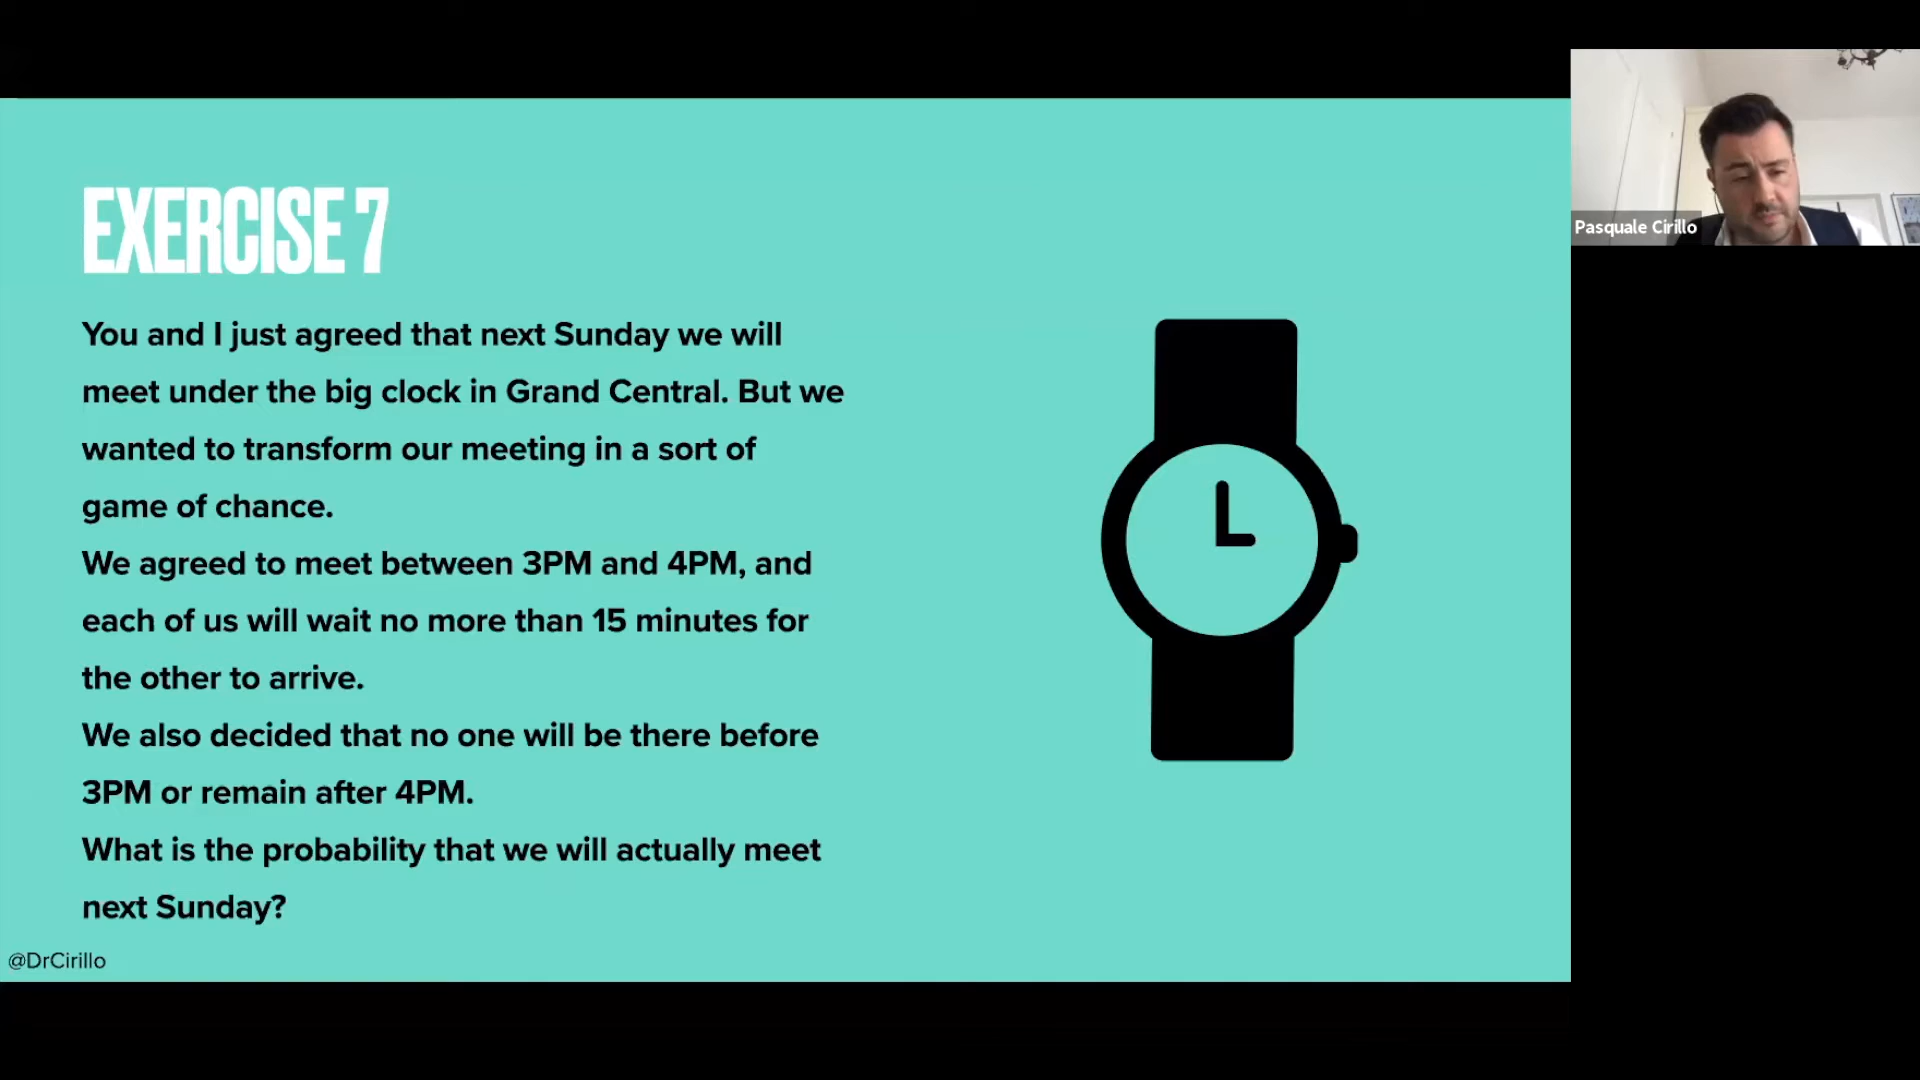 EXERCISE 7
You and I just agreed that next Sunday we will
meet under the big clock in Grand Central. But we
wanted to transform our meeting in a sort of
game of chance.
We agreed to meet between 3PM and 4PM, and
each of us will wait no more than 15 minutes for
the other to arrive.
We also decided that no one will be there before
3PM or remain after 4PM.
What is the probability that we will actually meet
next Sunday?
@DrCirillo
Pasquale Cirillo